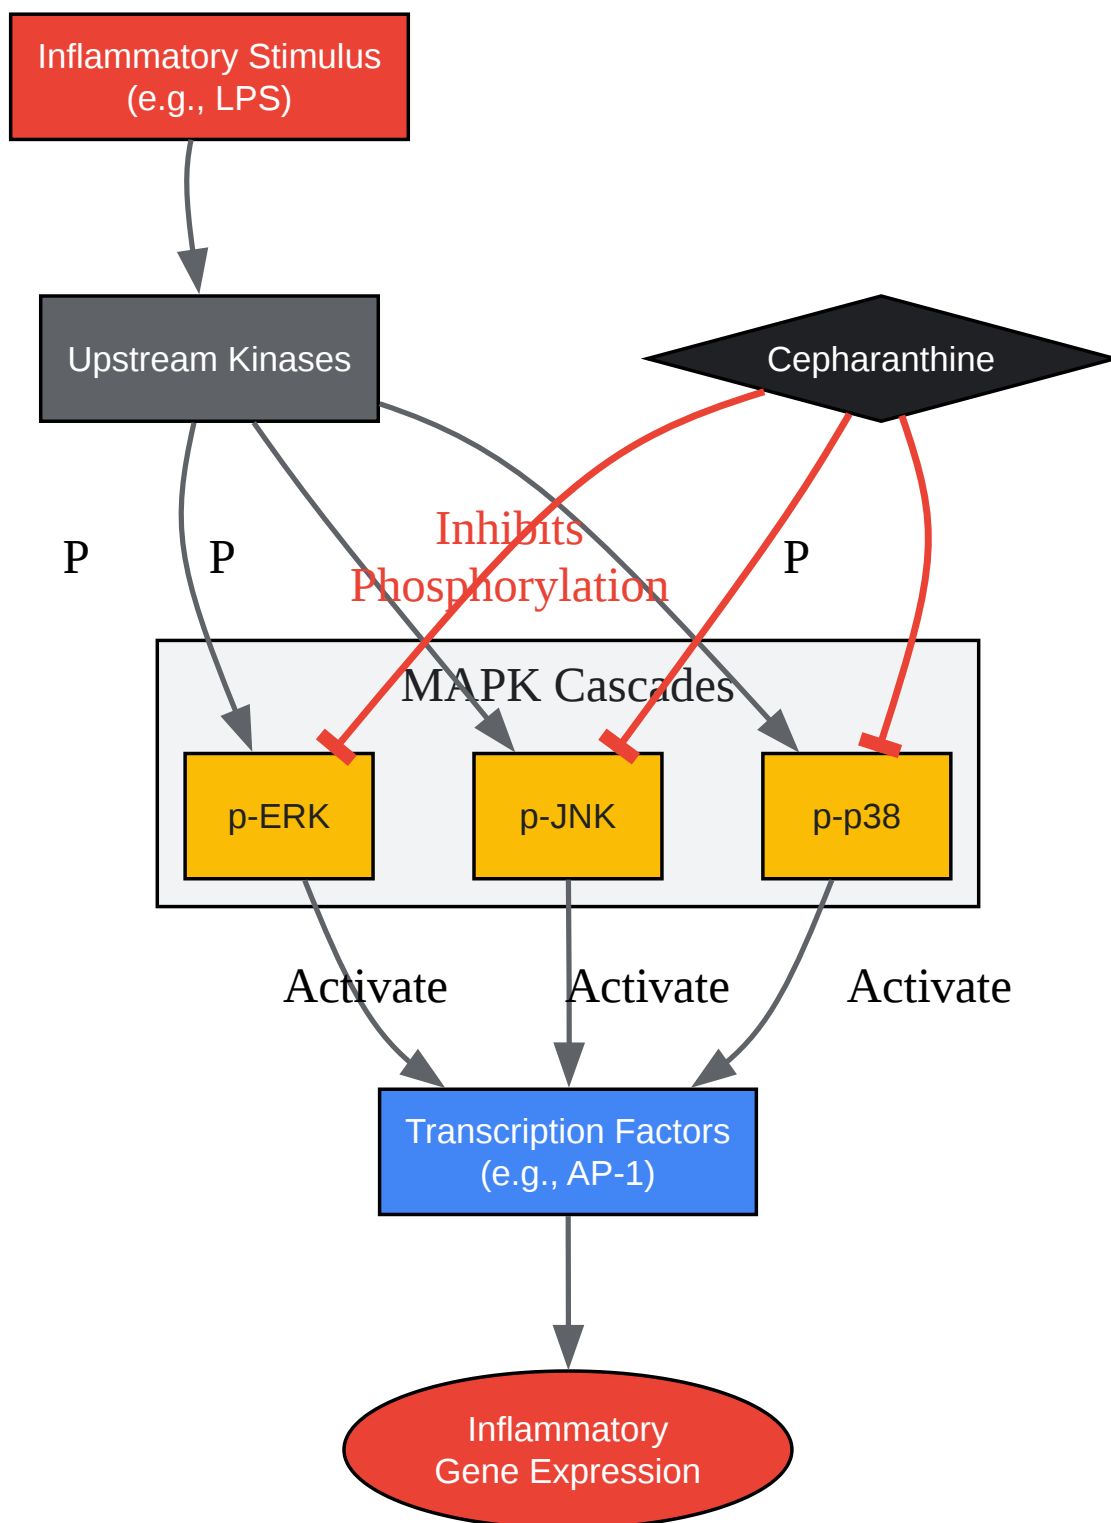 Inflammatory Stimulus
(e.g., LPS)
Upstream Kinases
Cepharanthine
Inhibits
Phosphorylation
P
P
P
MAPK Cascades
p-ERK
p-JNK
p-p38
Activate
Activate
Activate
Transcription Factors
(e.g., AP-1)
Inflammatory
Gene Expression